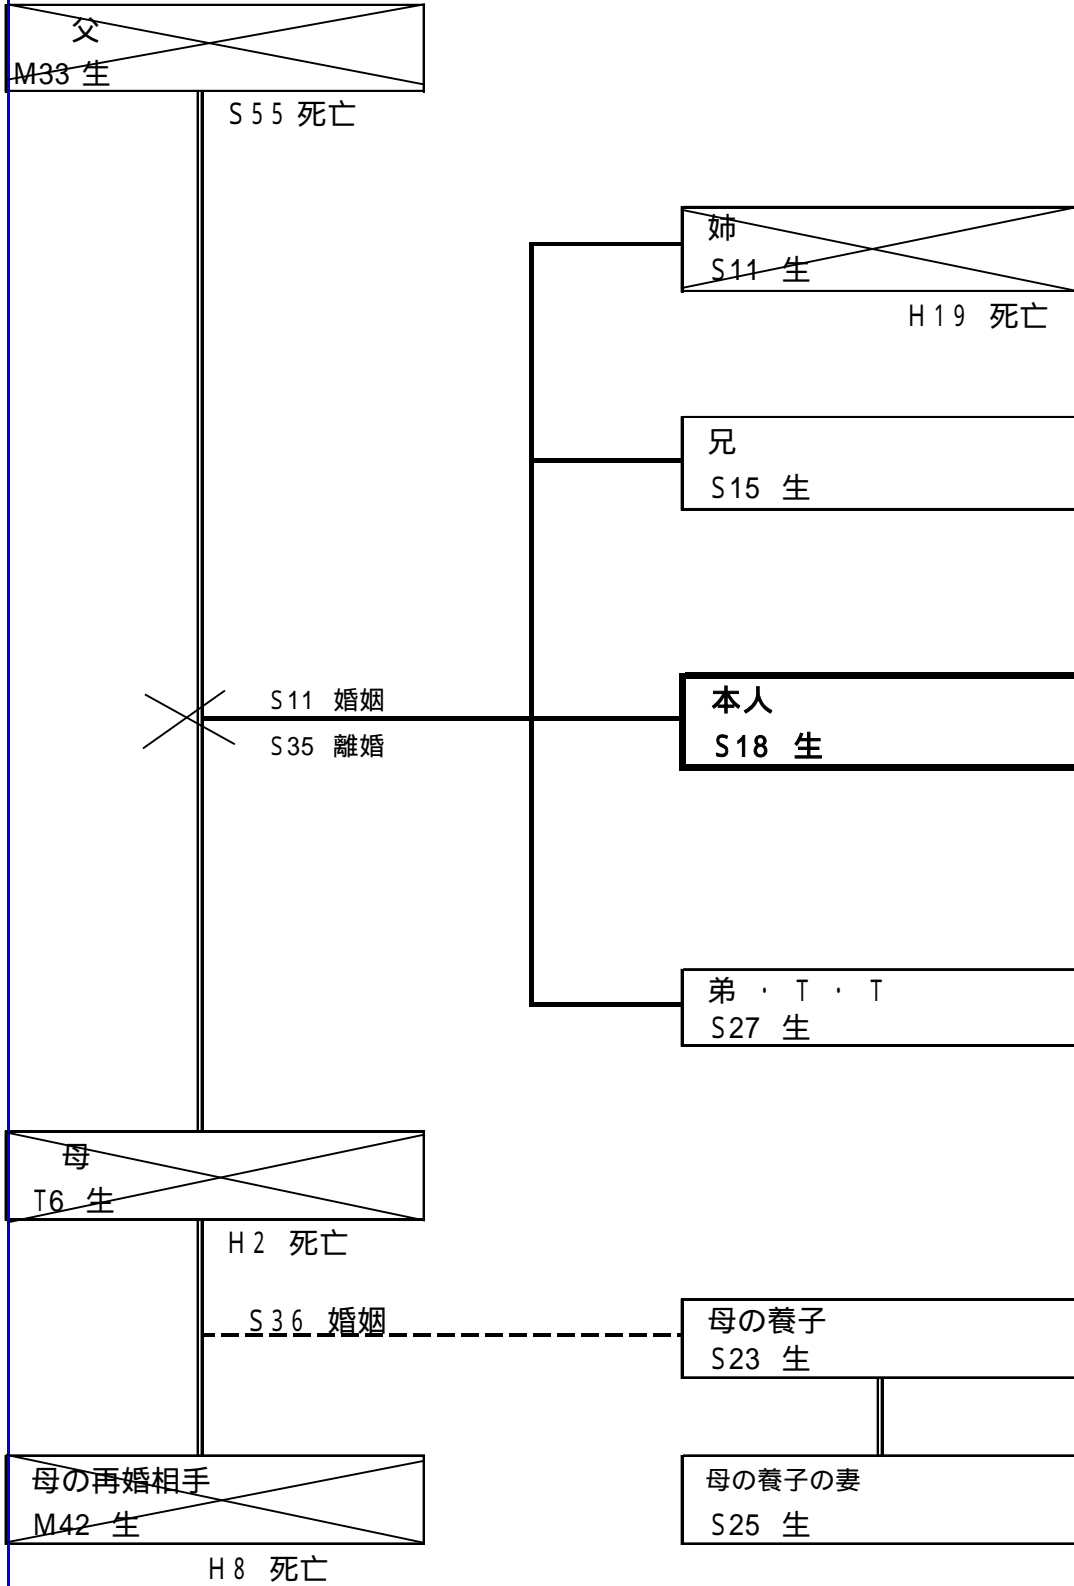 父
M33 生
S55 死亡
姉
S11 生
H19 死亡
兄
S15 生
S11 婚姻
S35 離婚
本人
S18 生
弟 ・ T ・ T
S27 生
母
T6 生
H2 死亡
S36 婚姻
母の養子
S23 生
母の再婚相手
M42 生
H8 死亡
母の養子の妻
S25 生